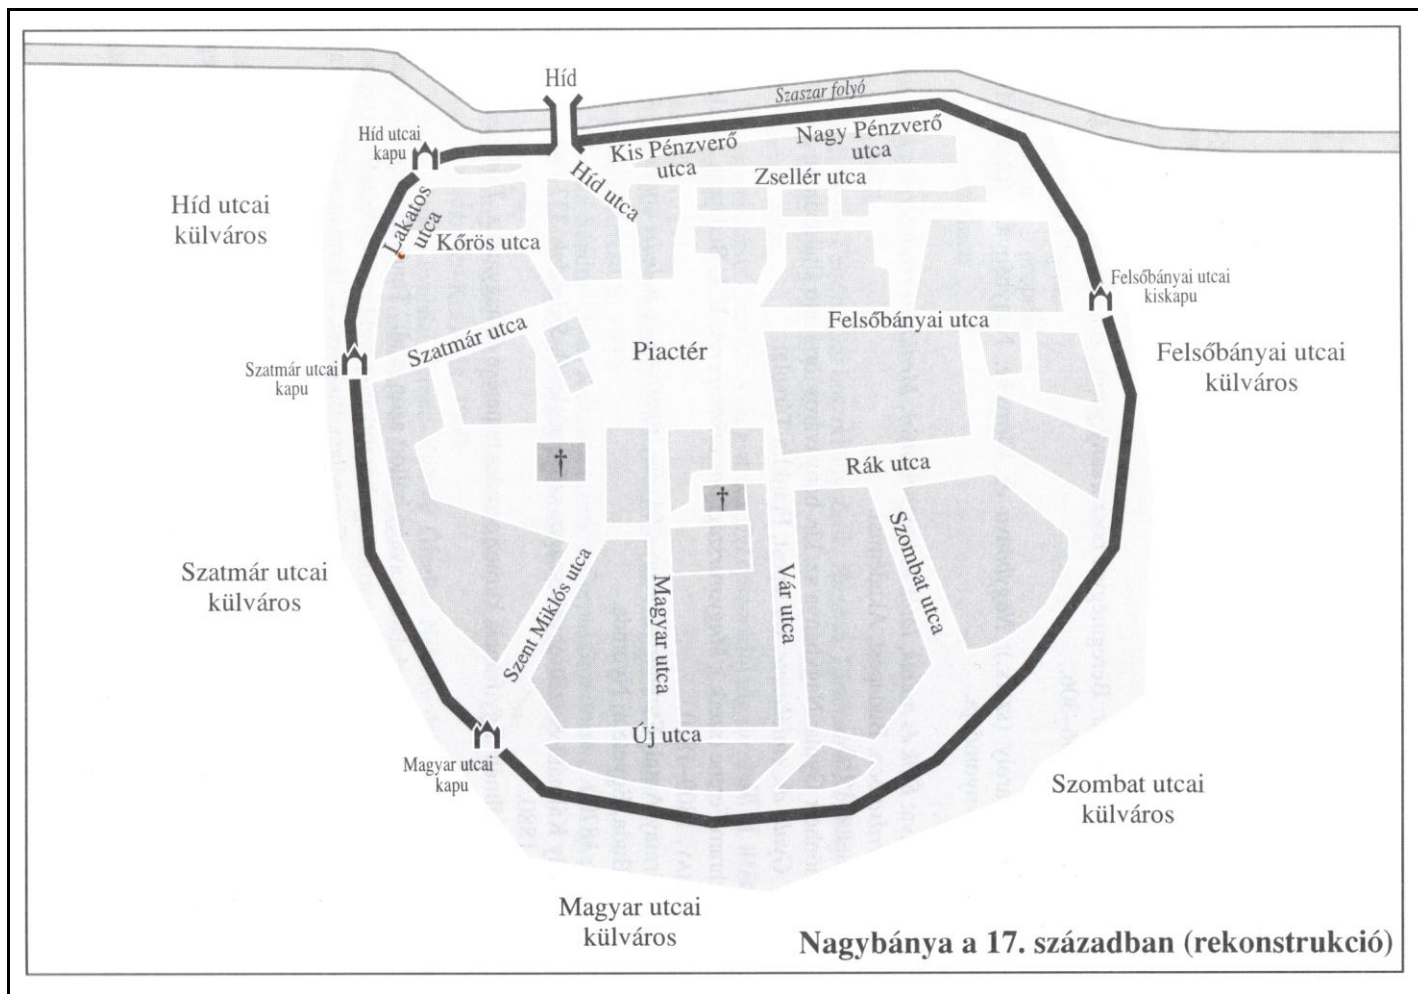 Híd
Szaszar folyó
Híd utcai
kapu
Kis Pénzverő
utca
Nagy Pénzverő
utca
Zsellér utca
Híd utca
Lakatos
utca
Kőrös utca
Híd utcai
külváros
Felsőbányai utcai
kiskapu
Felsőbányai utca
Szatmár utca
Piactér
Szatmár utcai
kapu
Felsőbányai utcai
külváros
Rák utca
Szombat utca
Szatmár utcai
külváros
Szent Miklós utca
Magyar utca
Vár utca
Új utca
Magyar utcai
kapu
Szombat utcai
külváros
Magyar utcai
külváros
Nagybánya a 17. században (rekonstrukció)